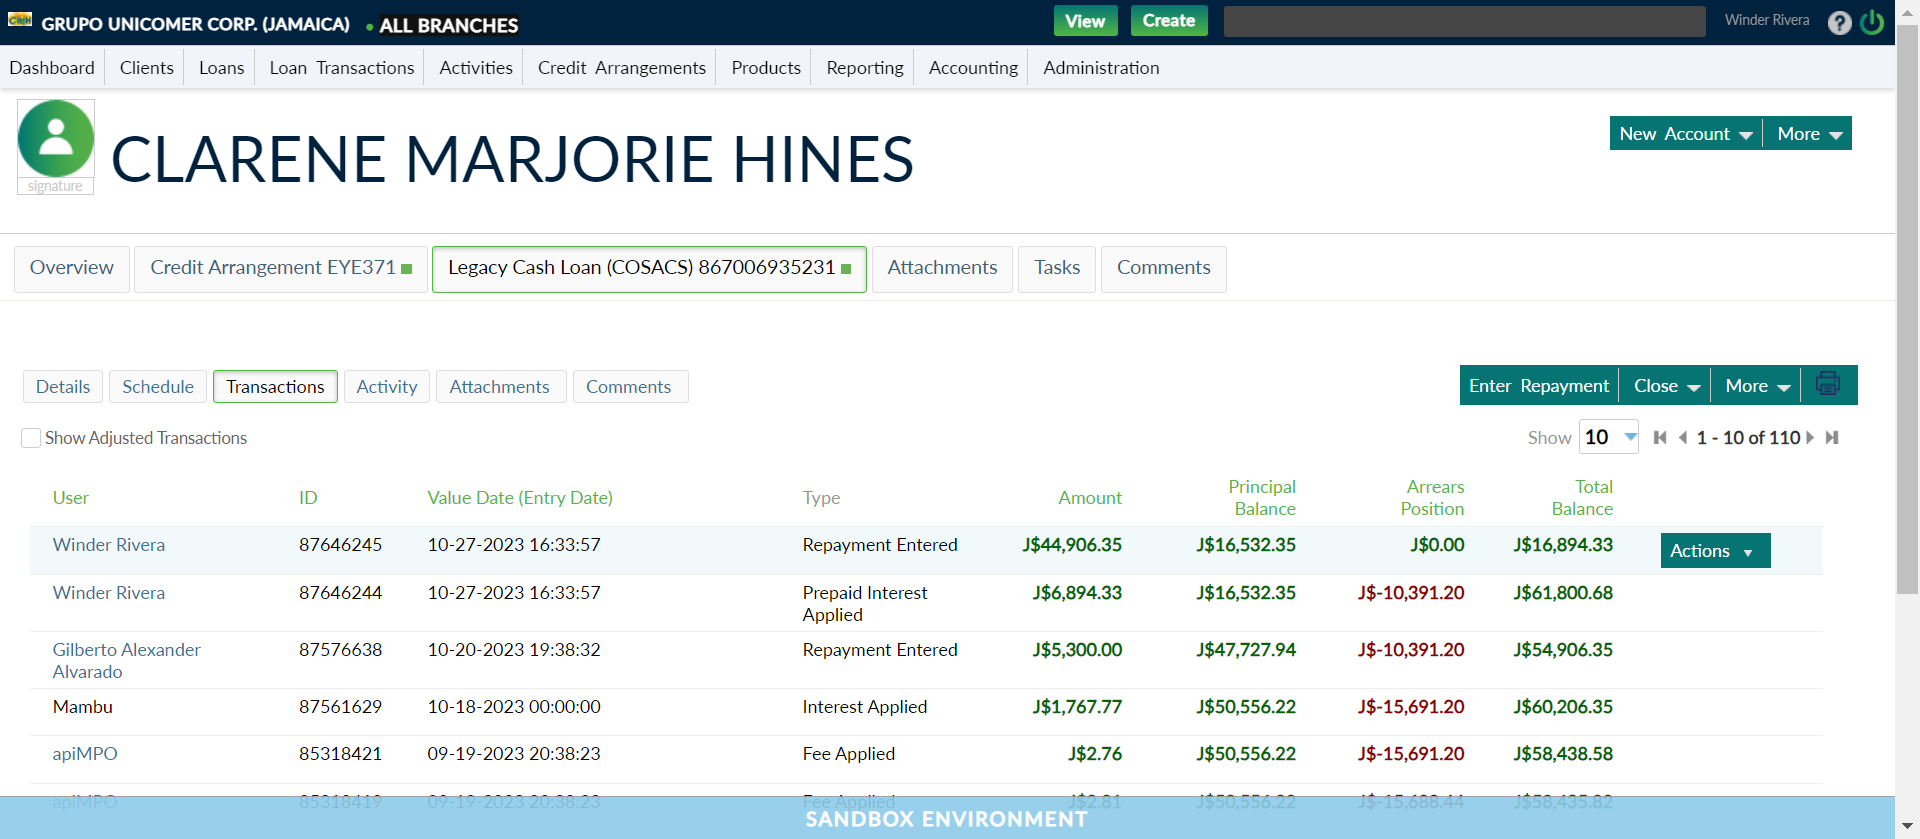 Cash GRUPO UNICOMER CORP. (JAMAICA) ALL BRANCHES View Create Winder Rivera ?
Dashboard Clients Loans Loan Transactions Activities Credit Arrangements Products Reporting Accounting Administration
CLARENE MARJORIE HINES
signature
New Account More
Overview Credit Arrangement EYE371 Legacy Cash Loan (COSACS) 867006935231 Attachments Tasks Comments
Details Schedule Transactions Activity Attachments Comments Enter Repayment Close More
Show Adjusted Transactions Show 10 1 - 10 of 110
User ID Value Date (Entry Date) Type Amount Principal Balance Arrears Position Total Balance
Winder Rivera 87646245 10-27-2023 16:33:57 Repayment Entered J$44,906.35 J$16,532.35 J$0.00 J$16,894.33 Actions
Winder Rivera 87646244 10-27-2023 16:33:57 Prepaid Interest Applied J$6,894.33 J$16,532.35 J$-10,391.20 J$61,800.68
Gilberto Alexander Alvarado 87576638 10-20-2023 19:38:32 Repayment Entered J$5,300.00 J$47,727.94 J$-10,391.20 J$54,906.35
Mambu 87561629 10-18-2023 00:00:00 Interest Applied J$1,767.77 J$50,556.22 J$-15,691.20 J$60,206.35
apiMPO 85318421 09-19-2023 20:38:23 Fee Applied J$2.76 J$50,556.22 J$-15,691.20 J$58,438.58
apiMPO 85318419 09-19-2023 20:38:23 Fee Applied J$2.81 J$50,556.22 J$-15,688.44 J$58,435.82
SANDBOX ENVIRONMENT